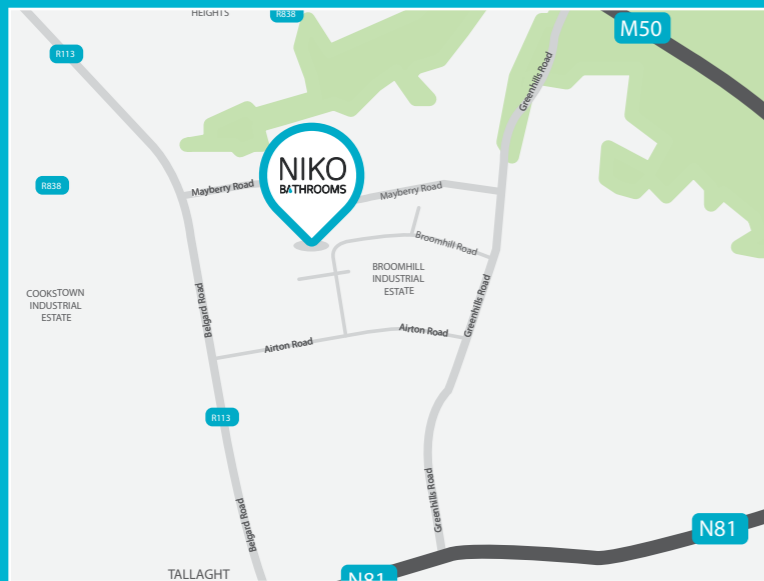 HEIGHTS
R838
M50
R113
Greenhills Road
NIKO
BATHROOMS
R838
Mayberry Road
Mayberry Road
Broomhill Road
BROOMHILL
INDUSTRIAL
ESTATE
COOKSTOWN
INDUSTRIAL
ESTATE
Belgard Road
Greenhills Road
Airton Road
Airton Road
R113
Greenhills Road
Belgard Road
N81
TALLAGHT
N81